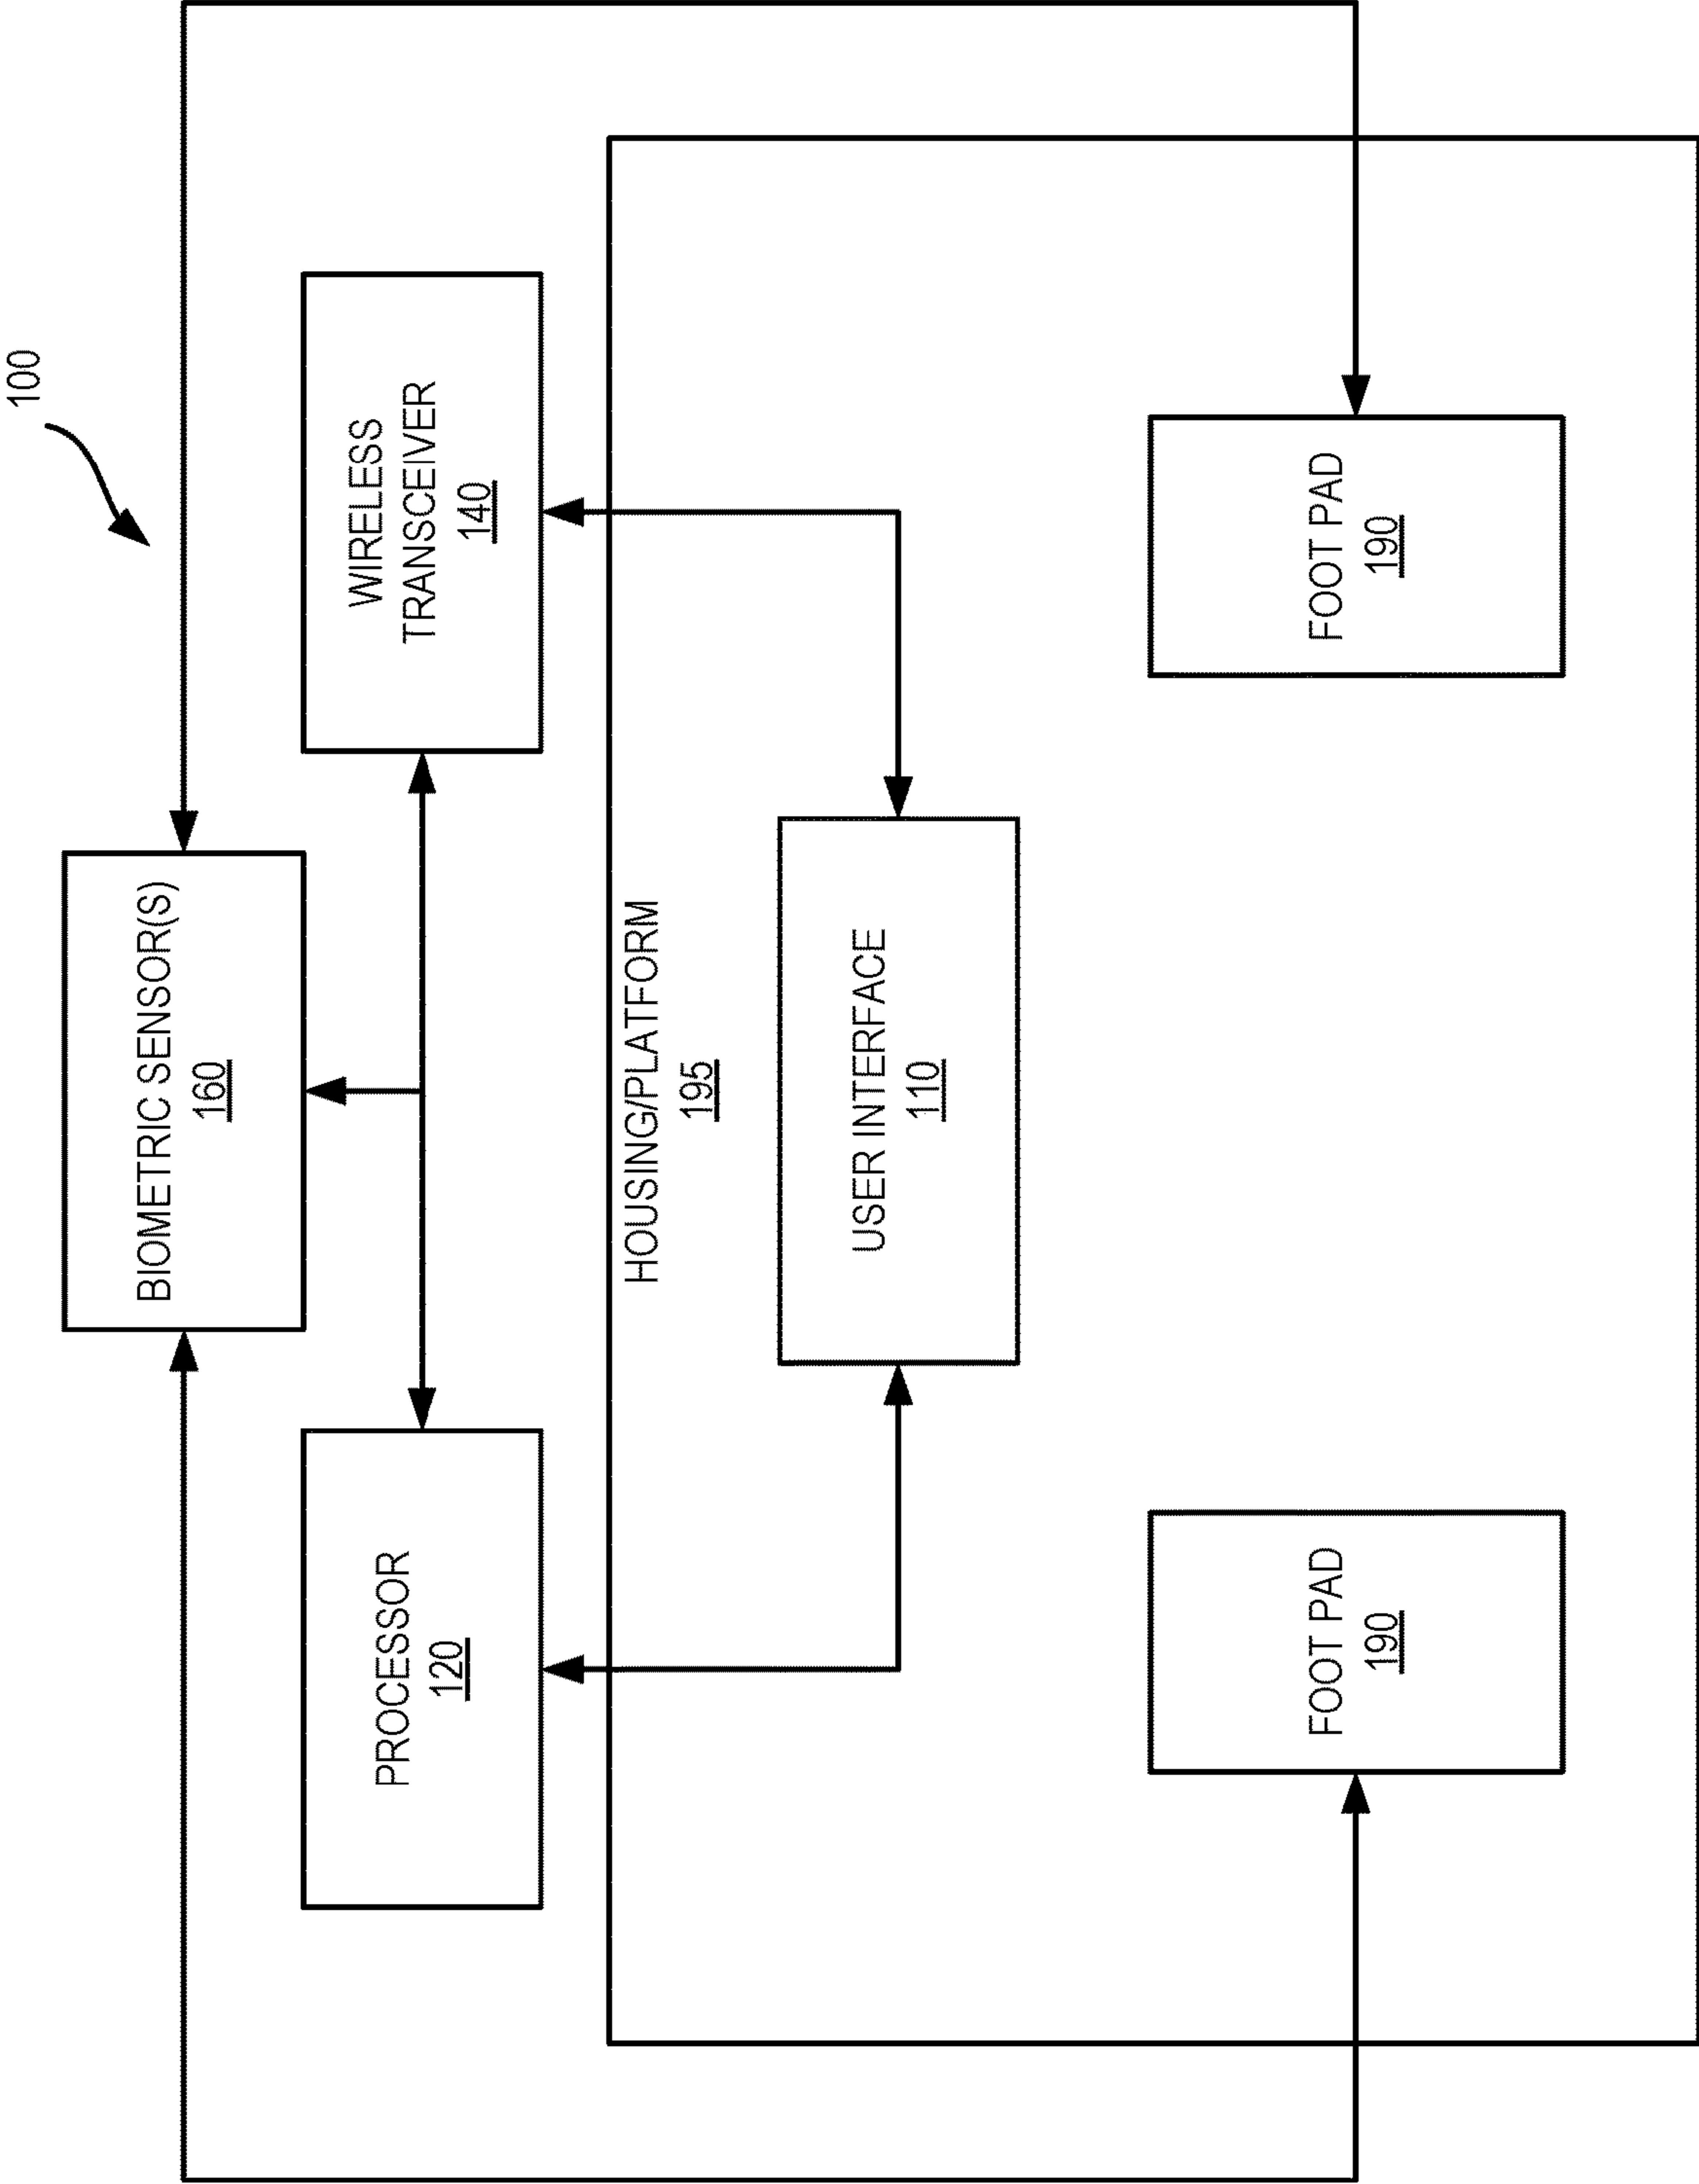 100
BIOMETRIC SENSOR(S)
160
PROCESSOR
120
WIRELESS
TRANSCEIVER
140
HOUSING/PLATFORM
195
USER INTERFACE
110
FOOT PAD
190
FOOT PAD
190